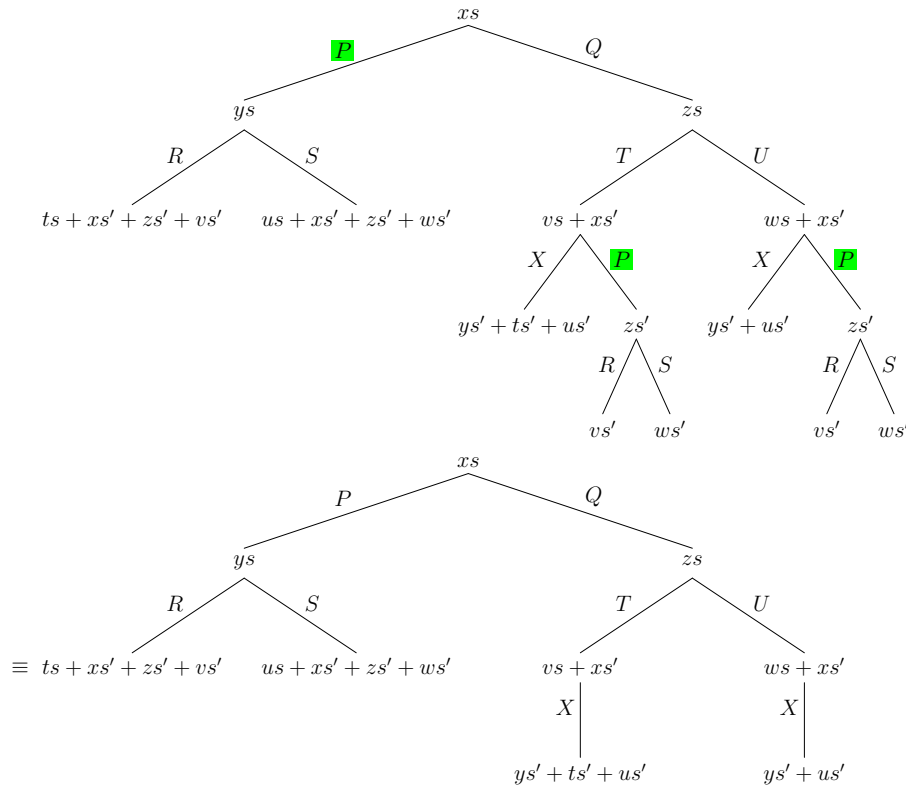 xs
P Q
ys zs
R S T U
ts + xs′ + zs′ + vs′ us + xs′ + zs′ + ws′ vs + xs′ ws + xs′
X P X P
ys′ + ts′ + us′ zs′ ys′ + us′ zs′
R S R S
vs′ ws′ vs′ ws′
xs
P Q
ys zs
R S T U
≡ ts + xs′ + zs′ + vs′ us + xs′ + zs′ + ws′ vs + xs′ ws + xs′
X X
ys′ + ts′ + us′ ys′ + us′